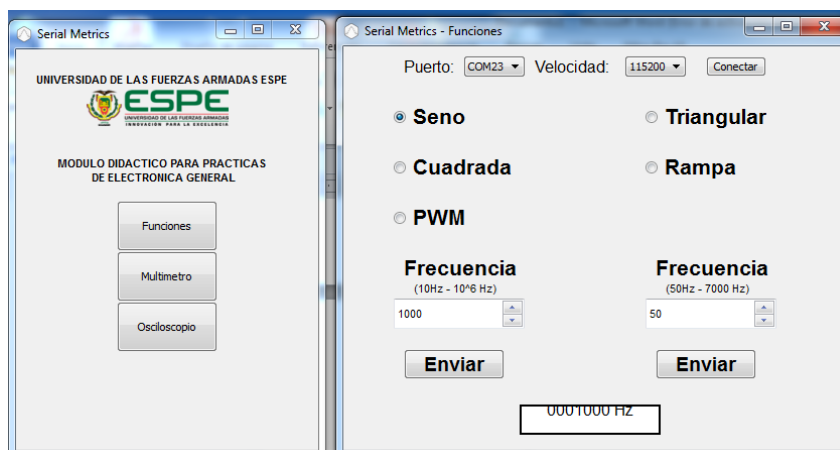 Serial Metrics
UNIVERSIDAD DE LAS FUERZAS ARMADAS ESPE
ESPE
UNIVERSIDAD DE LAS FUERZAS ARMADAS
INNOVACIÓN PARA LA EXCELENCIA
MODULO DIDACTICO PARA PRACTICAS
DE ELECTRONICA GENERAL
Funciones
Multimetro
Osciloscopio
Serial Metrics - Funciones
Puerto: COM23 Velocidad: 115200 Conectar
Seno Triangular
Cuadrada Rampa
PWM
Frecuencia Frecuencia
(10Hz - 10^6 Hz) (50Hz - 7000 Hz)
1000 50
Enviar Enviar
0001000 Hz